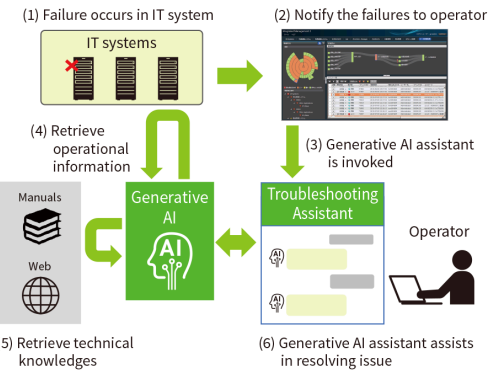 (1) Failure occurs in IT system
(2) Notify the failures to operator
IT systems
(4) Retrieve
operational
information
(3) Generative AI assistant
is invoked
Manuals
Web
Generative
AI
AI
Troubleshooting
Assistant
AI
AI
Operator
5) Retrieve technical
knowledges
(6) Generative AI assistant assists
in resolving issue